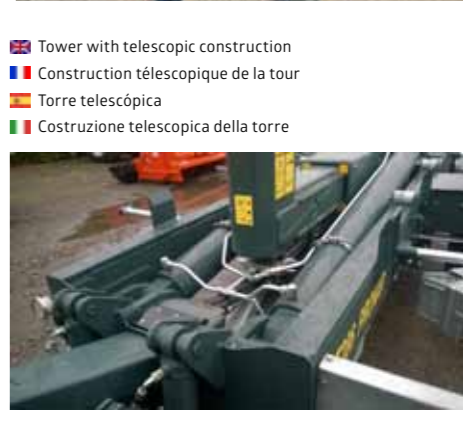 Tower with telescopic construction
Construction télescopique de la tour
Torre telescópica
Costruzione telescopica della torre